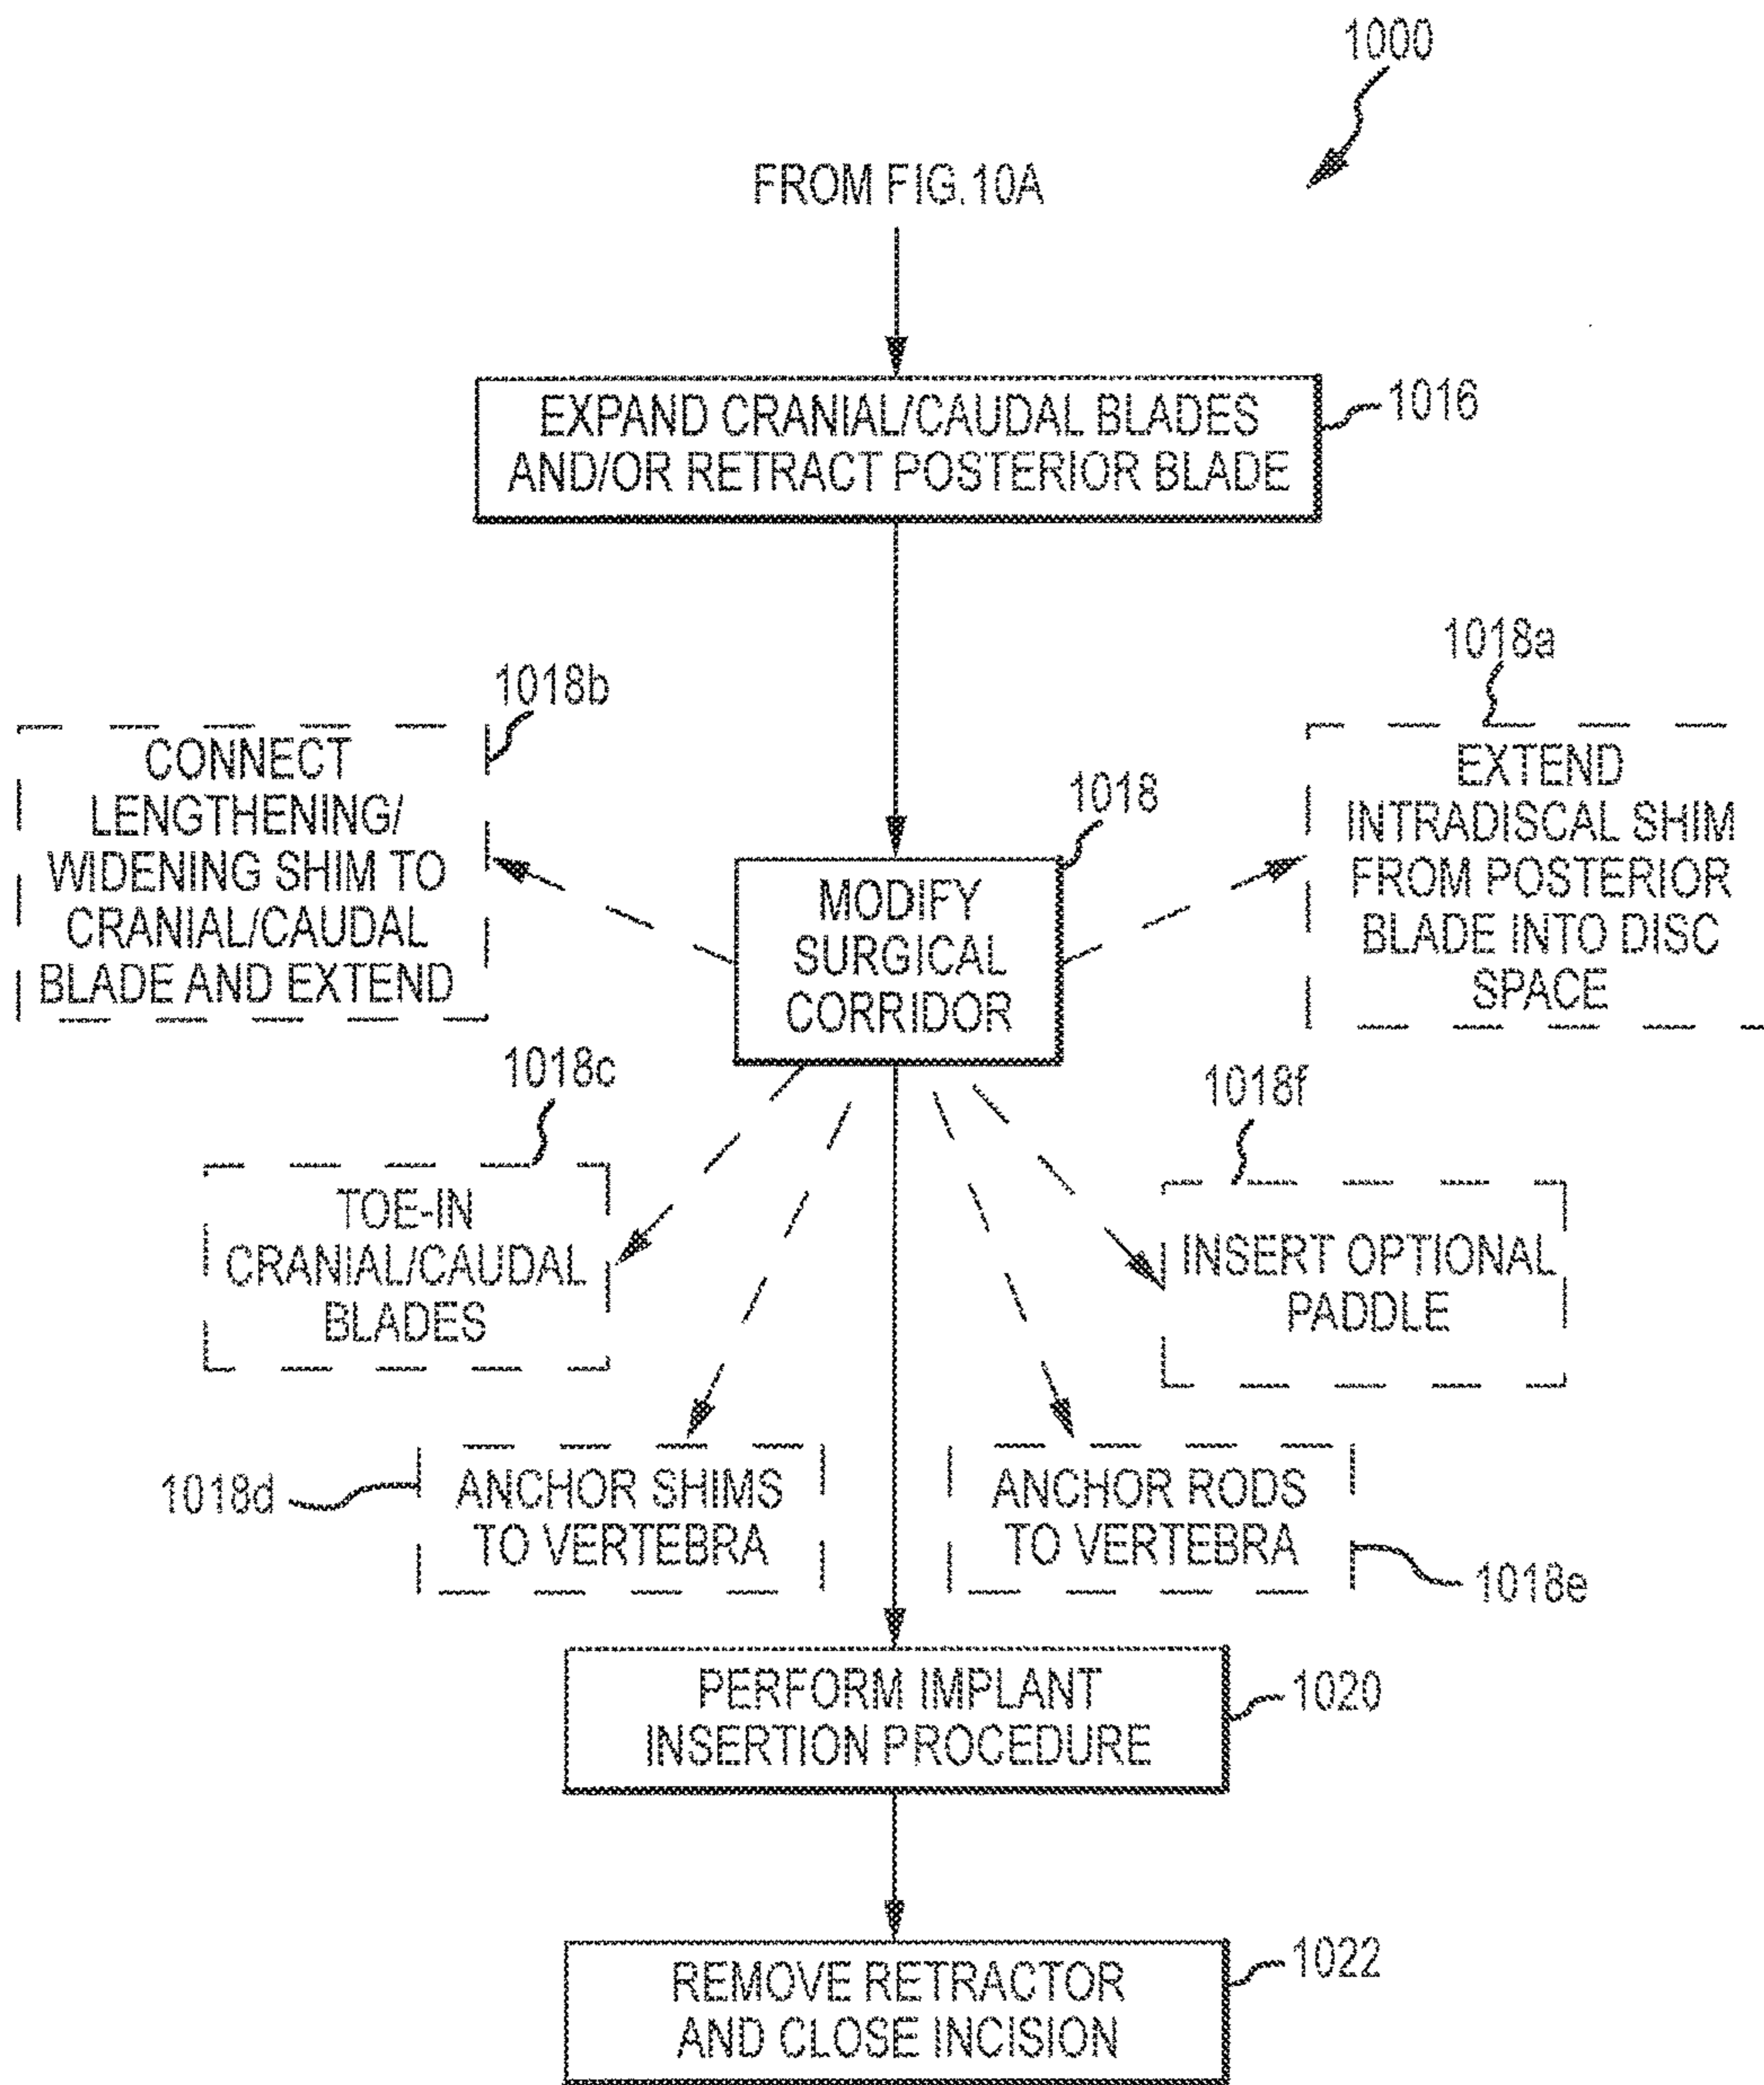 1000
FROM FIG. 10A
EXPAND CRANIAL/CAUDAL BLADES
AND/OR RETRACT POSTERIOR BLADE
1016
1018a
1018b
CONNECT
LENGTHENING/
WIDENING SHIM TO
CRANIAL/CAUDAL
BLADE AND EXTEND
1018
MODIFY
SURGICAL
CORRIDOR
EXTEND
INTRADISCAL SHIM
FROM POSTERIOR
BLADE INTO DISC
SPACE
1018c
1018f
TOE-IN
CRANIAL/CAUDAL
BLADES
INSERT OPTIONAL
PADDLE
1018d
ANCHOR SHIMS
TO VERTEBRA
ANCHOR RODS
TO VERTEBRA
1018e
PERFORM IMPLANT
INSERTION PROCEDURE
1020
REMOVE RETRACTOR
AND CLOSE INCISION
1022